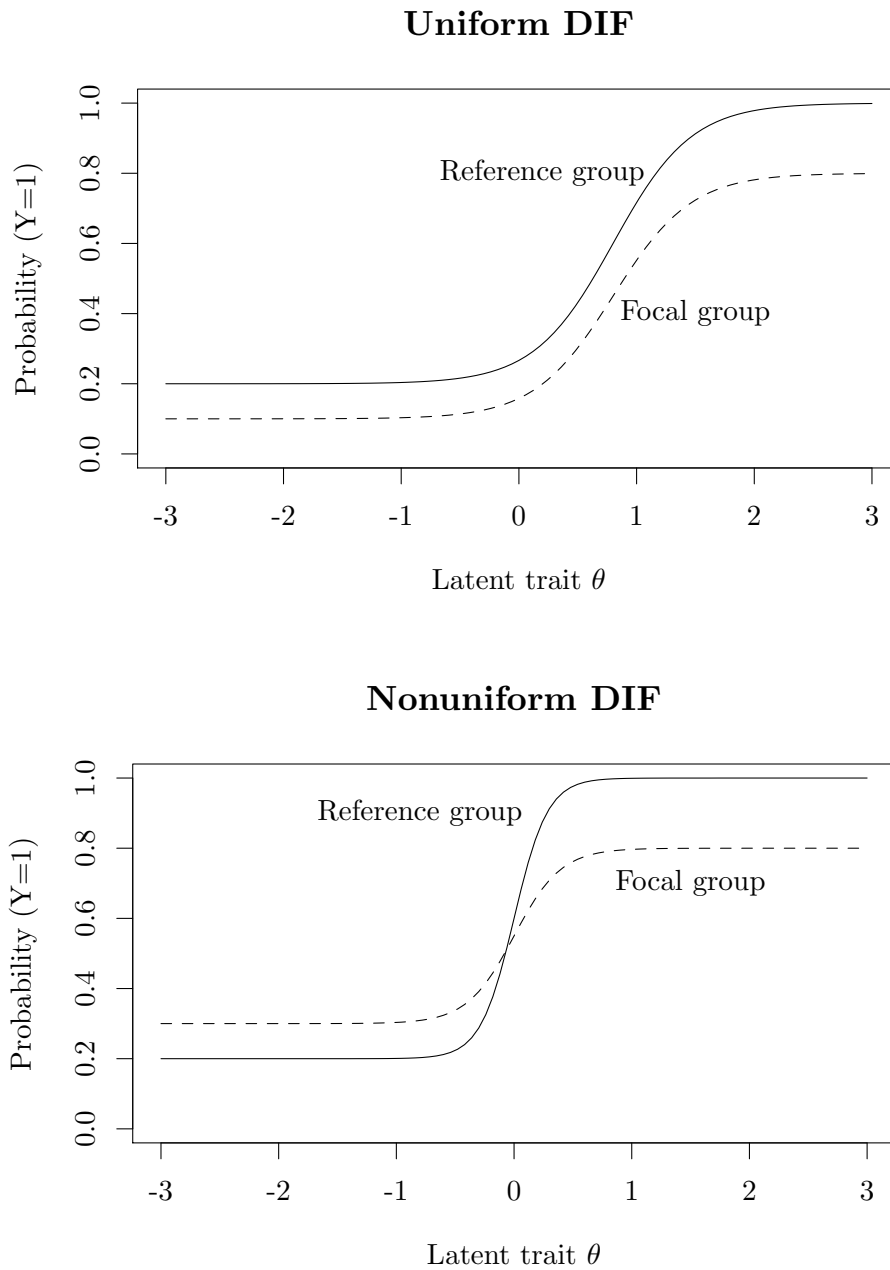 Uniform DIF
Probability (Y=1)
1.0
0.8
0.6
0.4
0.2
0.0
Reference group
Focal group
-3 -2 -1 0 1 2 3
Latent trait θ
Nonuniform DIF
Probability (Y=1)
1.0
0.8
0.6
0.4
0.2
0.0
Reference group
Focal group
-3 -2 -1 0 1 2 3
Latent trait θ